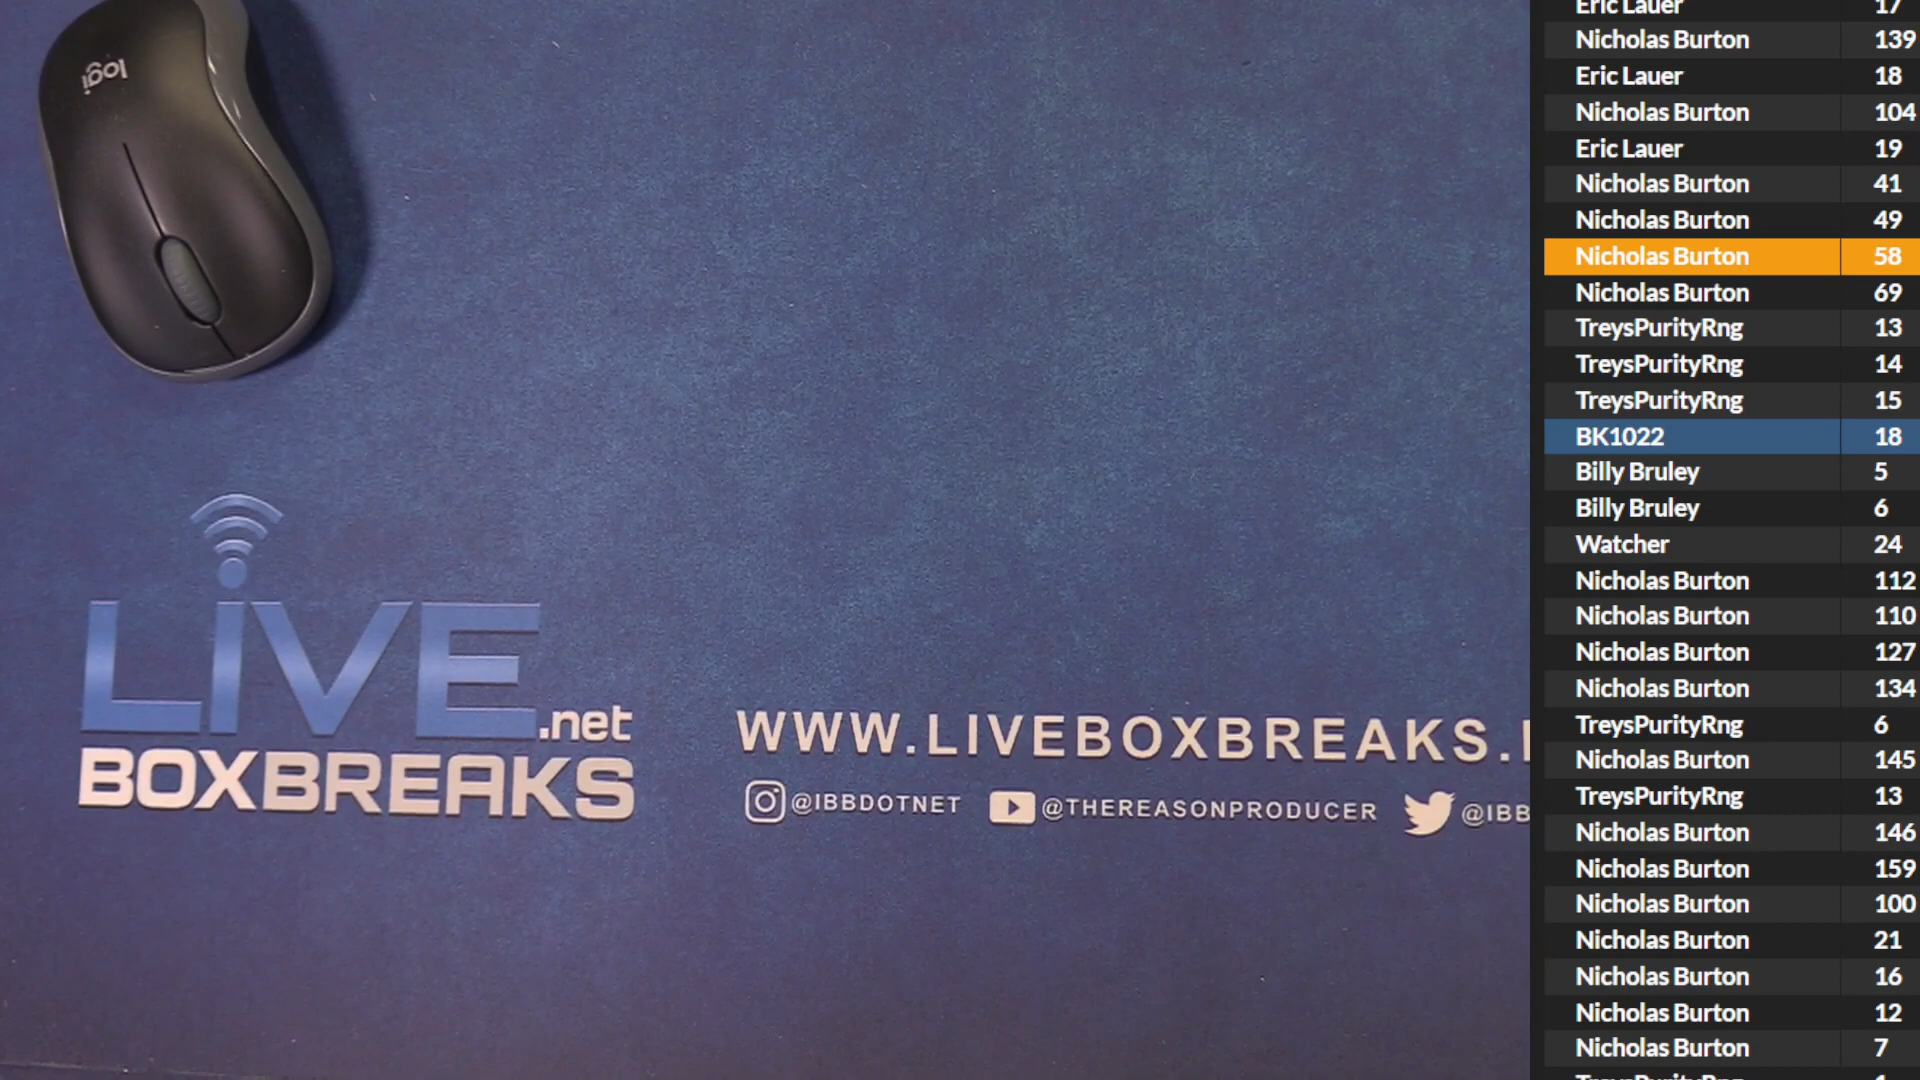 logi
LiVE.net
BOXBREAKS
WWW.LIVEBOXBREAKS.
@IBBDOTNET @THEREASONPRODUCER @IBB
Eric Lauer 17
Nicholas Burton 139
Eric Lauer 18
Nicholas Burton 104
Eric Lauer 19
Nicholas Burton 41
Nicholas Burton 49
Nicholas Burton 58
Nicholas Burton 69
TreysPurityRng 13
TreysPurityRng 14
TreysPurityRng 15
BK1022 18
Billy Bruley 5
Billy Bruley 6
Watcher 24
Nicholas Burton 112
Nicholas Burton 110
Nicholas Burton 127
Nicholas Burton 134
TreysPurityRng 6
Nicholas Burton 145
TreysPurityRng 13
Nicholas Burton 146
Nicholas Burton 159
Nicholas Burton 100
Nicholas Burton 21
Nicholas Burton 16
Nicholas Burton 12
Nicholas Burton 7